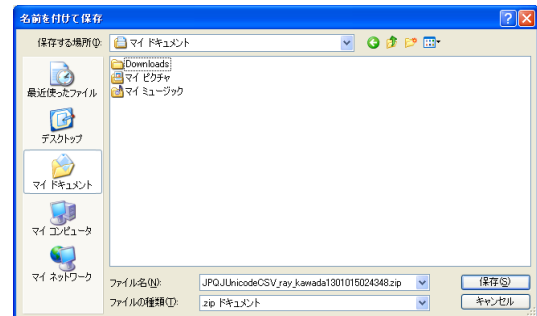 名前を付けて保存
保存する場所(I):
マイ ドキュメント
Downloads
マイ ピクチャ
マイ ミュージック
最近使ったファイル
デスクトップ
マイ ドキュメント
マイ コンピュータ
マイ ネットワーク
ファイル名(N):
JPQJUnicodeCSV_ray_kawada1301015024348.zip
保存(S)
ファイルの種類(T):
.zip ドキュメント
キャンセル